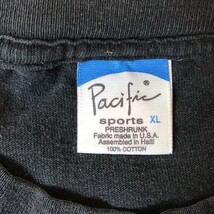 Pacific
sports XL
PRESHRUNK
Fabric made in U.S.A.
Assembled in Haiti
100% COTTON